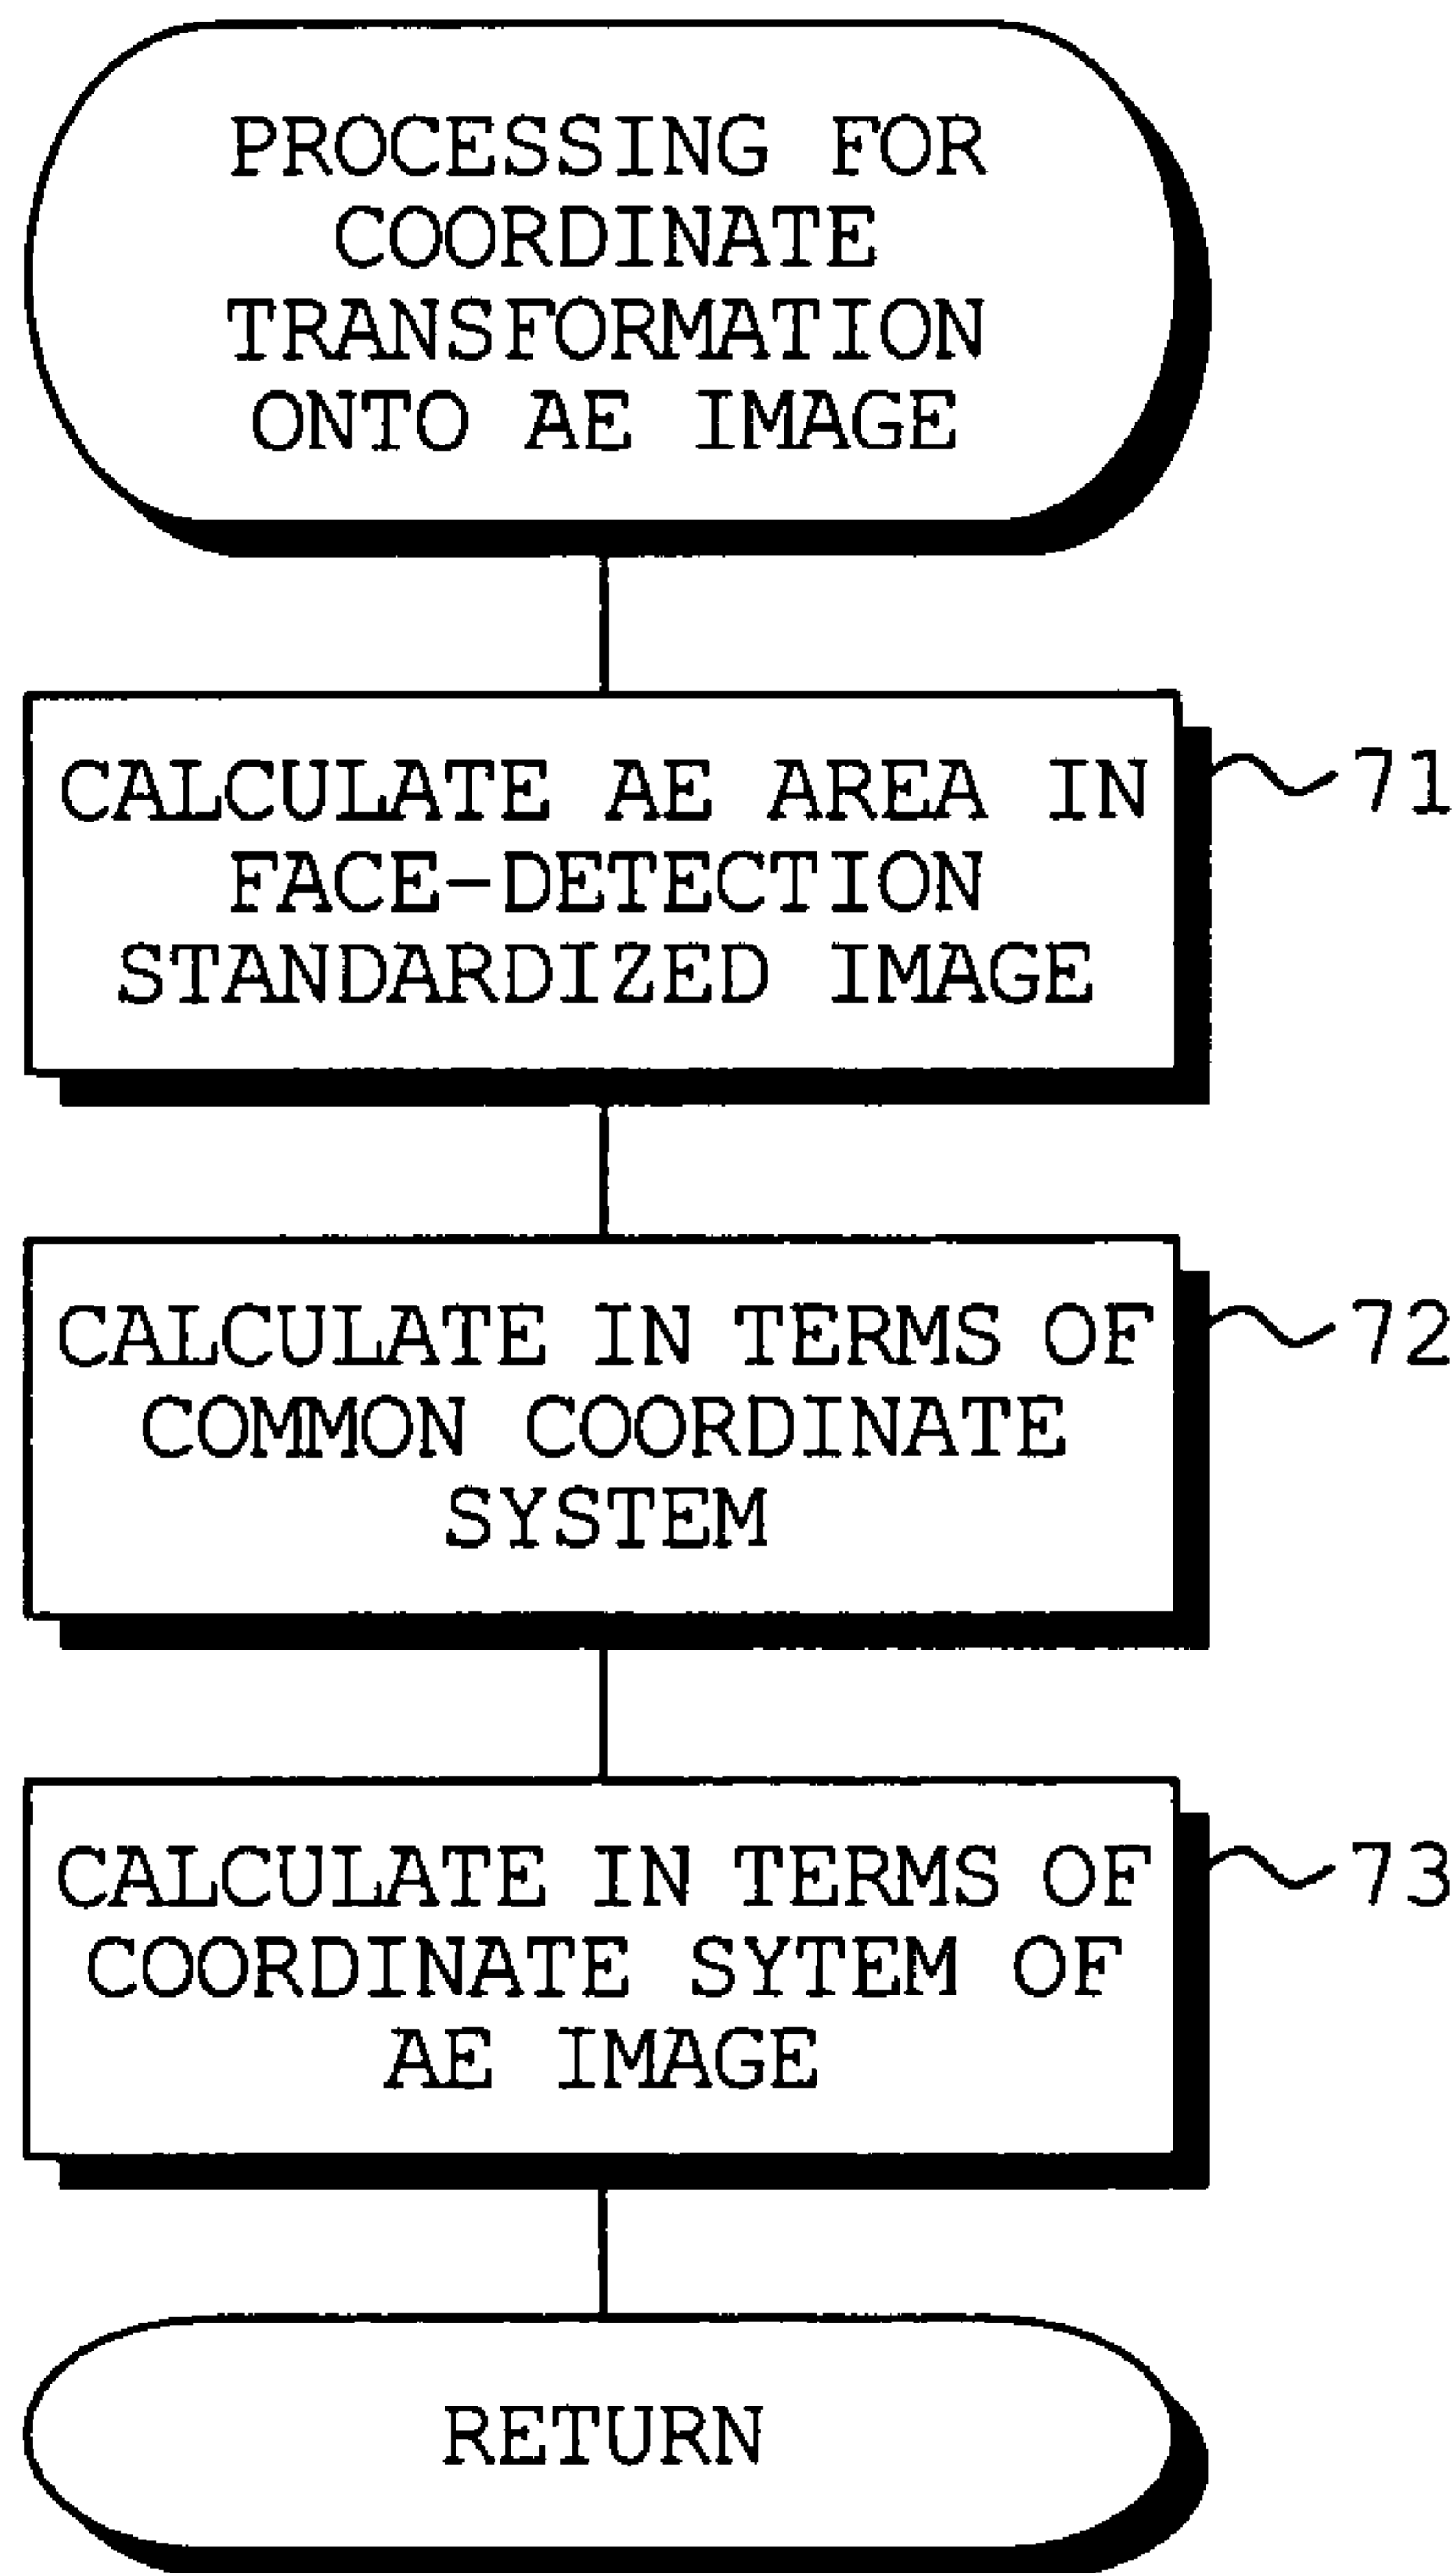 PROCESSING FOR
COORDINATE
TRANSFORMATION
ONTO AE IMAGE
CALCULATE AE AREA IN
FACE-DETECTION
STANDARDIZED IMAGE
71
CALCULATE IN TERMS OF
COMMON COORDINATE
SYSTEM
72
CALCULATE IN TERMS OF
COORDINATE SYTEM OF
AE IMAGE
73
RETURN